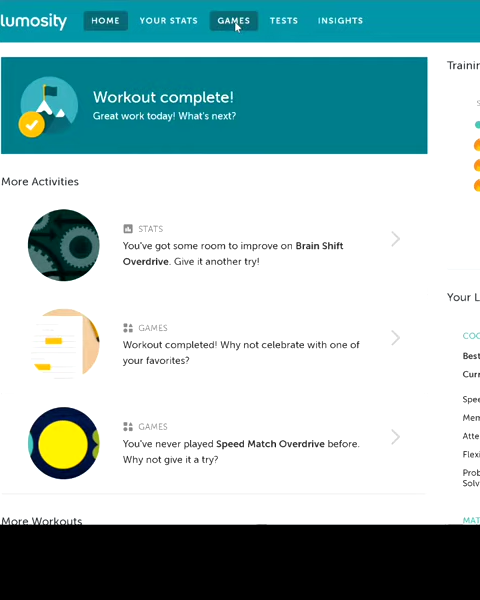 lumosity HOME YOUR STATS GAMES TESTS INSIGHTS
Workout complete!
Great work today! What's next?
More Activities
STATS
You've got some room to improve on Brain Shift
Overdrive. Give it another try!
GAMES
Workout completed! Why not celebrate with one of
your favorites?
GAMES
You've never played Speed Match Overdrive before.
Why not give it a try?
More Workouts
Trainin
S
Your L
COG
Best
Curr
Spee
Mem
Atte
Flexi
Prob
Solv
MAT